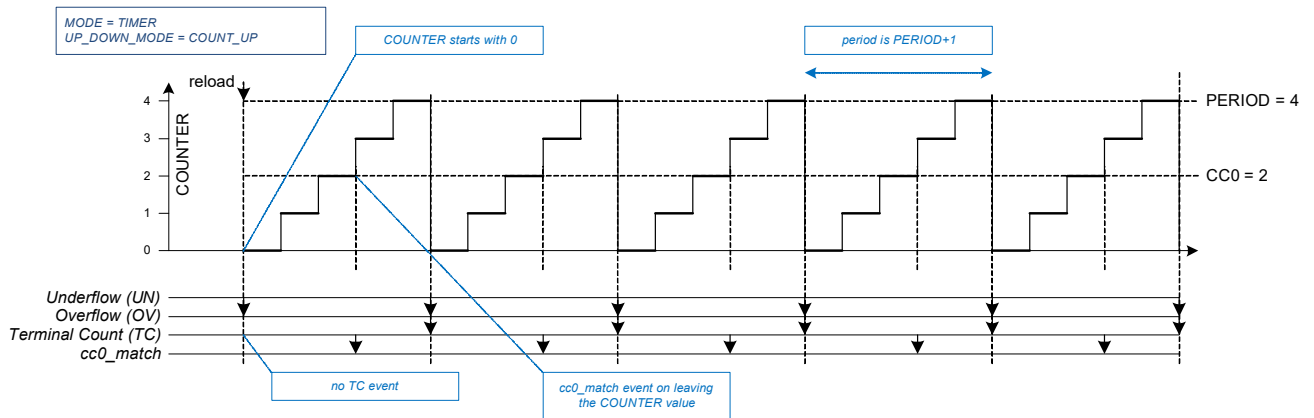 MODE = TIMER
UP_DOWN_MODE = COUNT_UP
COUNTER starts with 0
period is PERIOD+1
reload
4
3
2
1
0
COUNTER
PERIOD = 4
CC0 = 2
Underflow (UN)
Overflow (OV)
Terminal Count (TC)
cc0_match
no TC event
cc0_match event on leaving
the COUNTER value